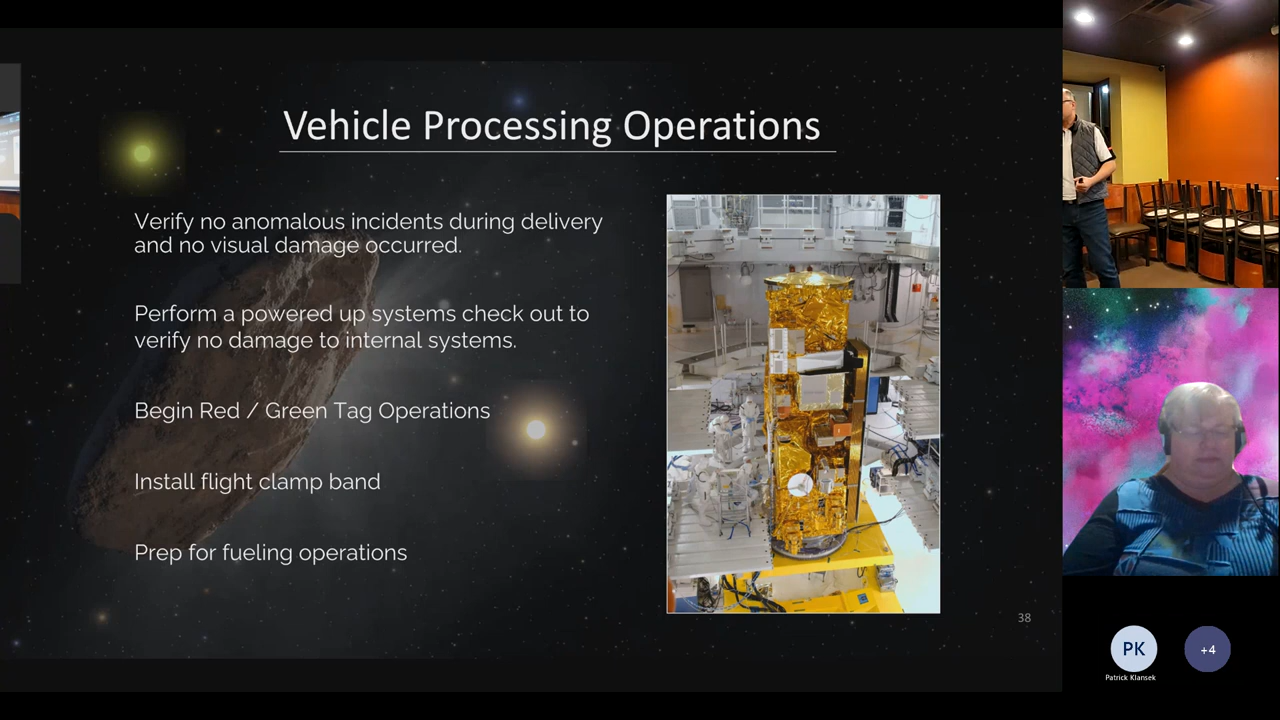 Vehicle Processing Operations
Verify no anomalous incidents during delivery
and no visual damage occurred.
Perform a powered up systems check out to
verify no damage to internal systems.
Begin Red / Green Tag Operations
Install flight clamp band
Prep for fueling operations
38
PK
+4
Patrick Klansek